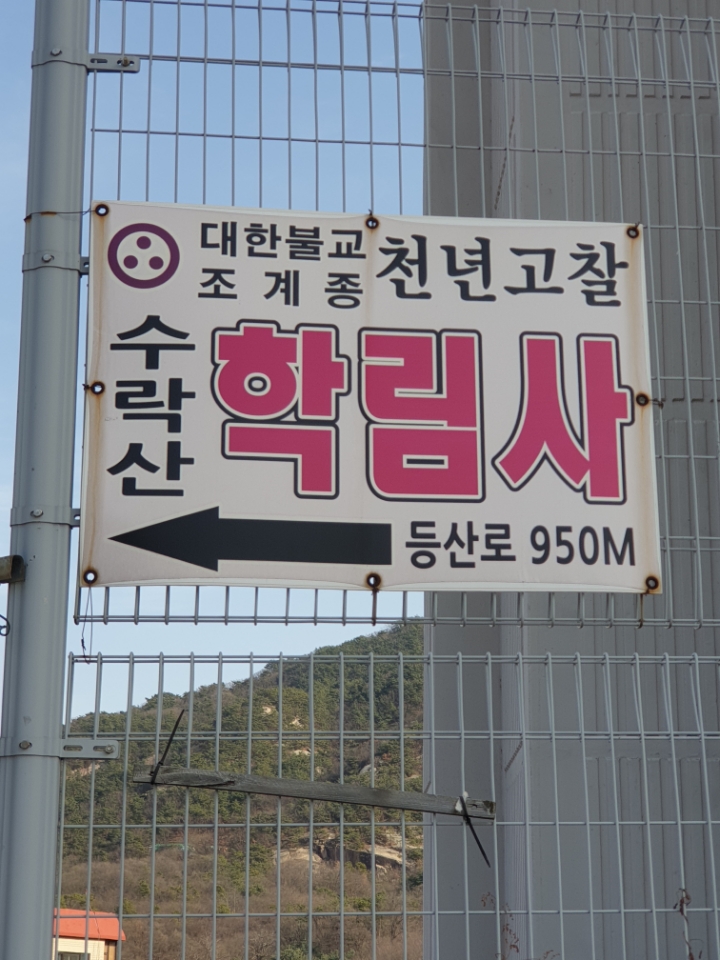 대한불교
조계종
천년고찰
수락산
학림사
등산로 950M